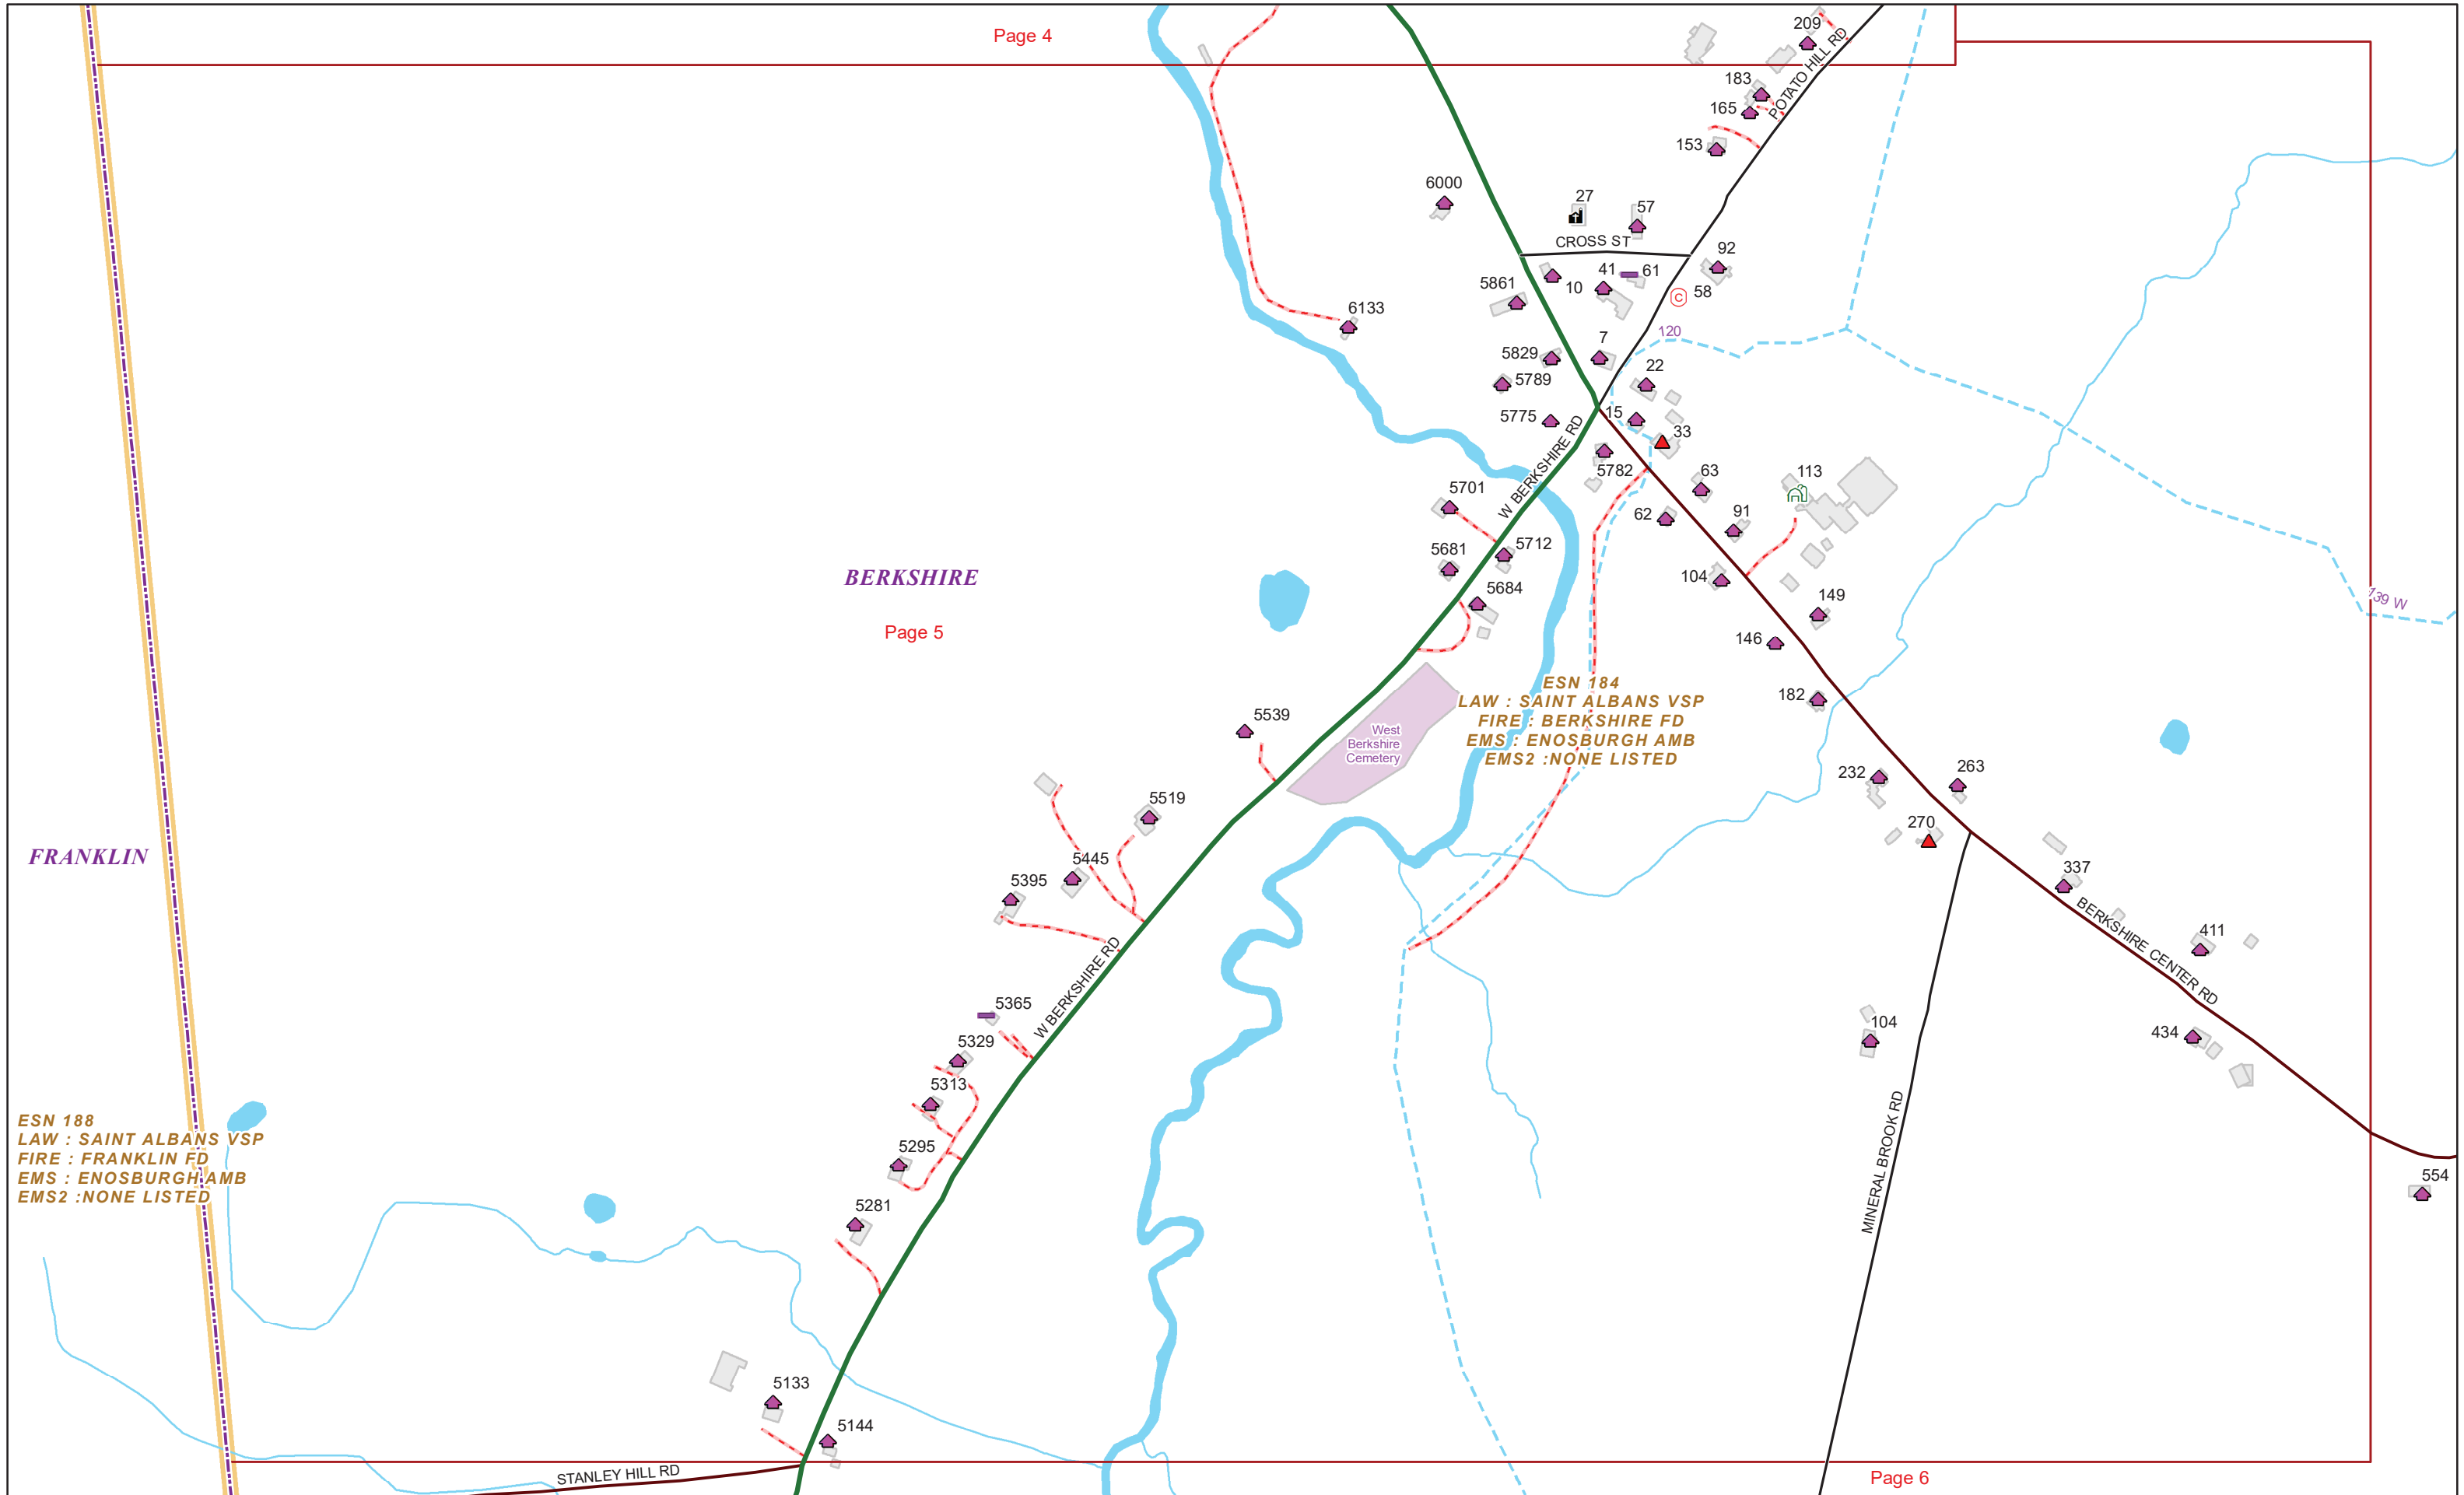 Page 4
209
POTATO HILL RD
183
165
153
6000
27
57
CROSS ST
92
41
61
10
58
5861
6133
120
7
5829
22
5789
15
5775
33
W BERKSHIRE RD
5782
63
113
5701
62
91
5712
5681
BERKSHIRE
104
5684
149
139 W
Page 5
146
ESN 184
LAW : SAINT ALBANS VSP
FIRE : BERKSHIRE FD
EMS : ENOSBURGH AMB
EMS2 :NONE LISTED
182
5539
West
Berkshire
Cemetery
232
263
5519
270
FRANKLIN
5445
337
5395
BERKSHIRE CENTER RD
411
W BERKSHIRE RD
5365
104
434
5329
5313
ESN 188
LAW : SAINT ALBANS VSP
FIRE : FRANKLIN FD
EMS : ENOSBURGH AMB
EMS2 :NONE LISTED
5295
MINERAL BROOK RD
554
5281
5133
5144
STANLEY HILL RD
Page 6